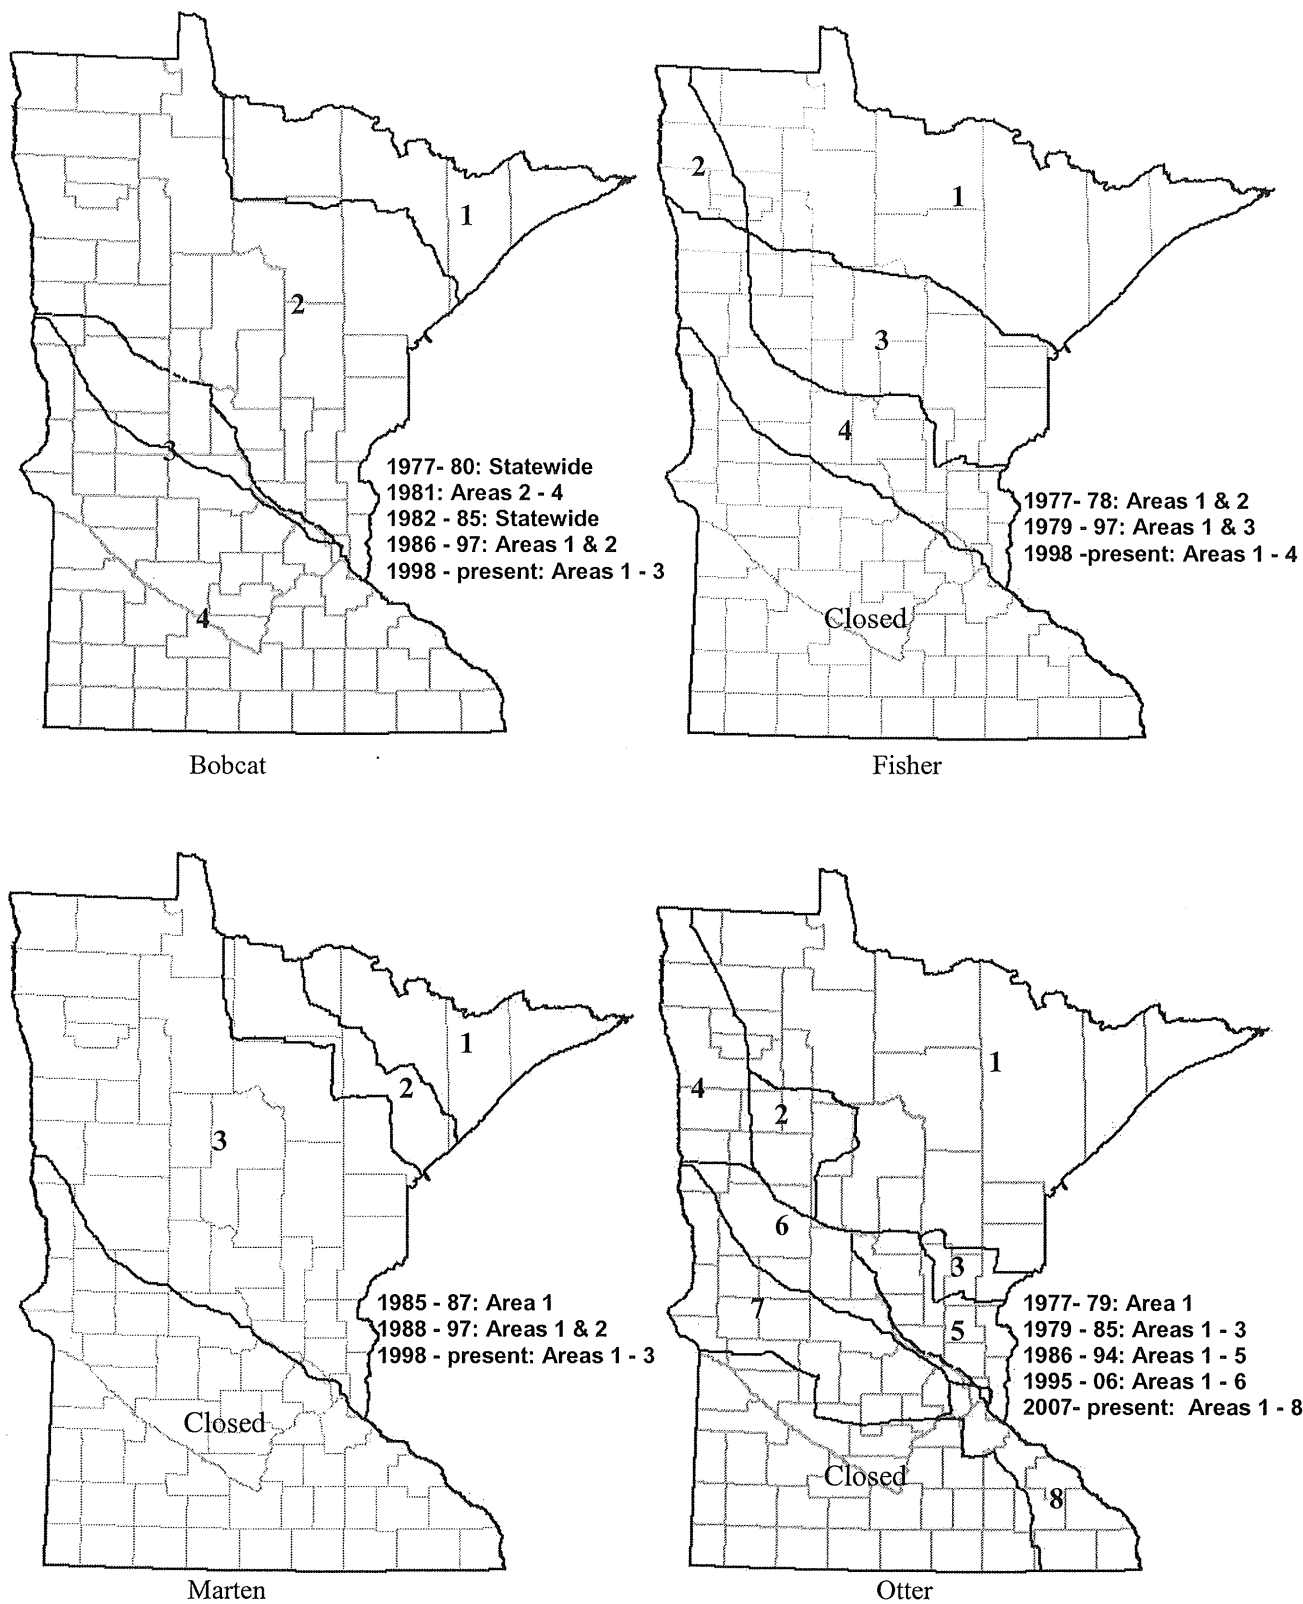 1
2
3
4
1977- 80: Statewide
1981: Areas 2 - 4
1982 - 85: Statewide
1986 - 97: Areas 1 & 2
1998 - present: Areas 1 - 3
Bobcat
2
1
3
4
1977- 78: Areas 1 & 2
1979 - 97: Areas 1 & 3
1998 -present: Areas 1 - 4
Closed
Fisher
1
2
3
1985 - 87: Area 1
1988 - 97: Areas 1 & 2
1998 - present: Areas 1 - 3
Closed
Marten
1
4
2
6
3
7
5
1977- 79: Area 1
1979 - 85: Areas 1 - 3
1986 - 94: Areas 1 - 5
1995 - 06: Areas 1 - 6
2007- present:  Areas 1 - 8
Closed
8
Otter